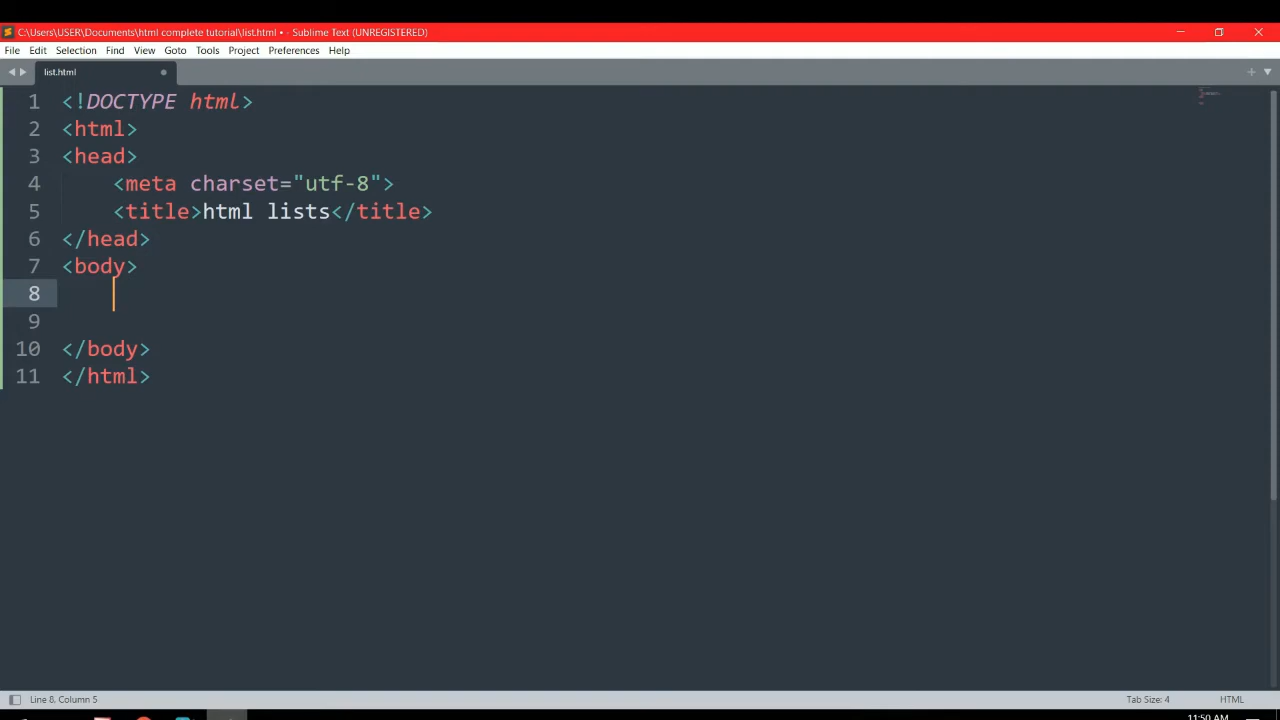 C:\Users\USER\Documents\html complete tutorial\list.html • - Sublime Text (UNREGISTERED)
File Edit Selection Find View Goto Tools Project Preferences Help
list.html
1 <!DOCTYPE html>
2 <html>
3 <head>
4 <meta charset="utf-8">
5 <title>html lists</title>
6 </head>
7 <body>
8
9
10 </body>
11 </html>
Line 8, Column 5 Tab Size: 4 HTML
11:50 AM